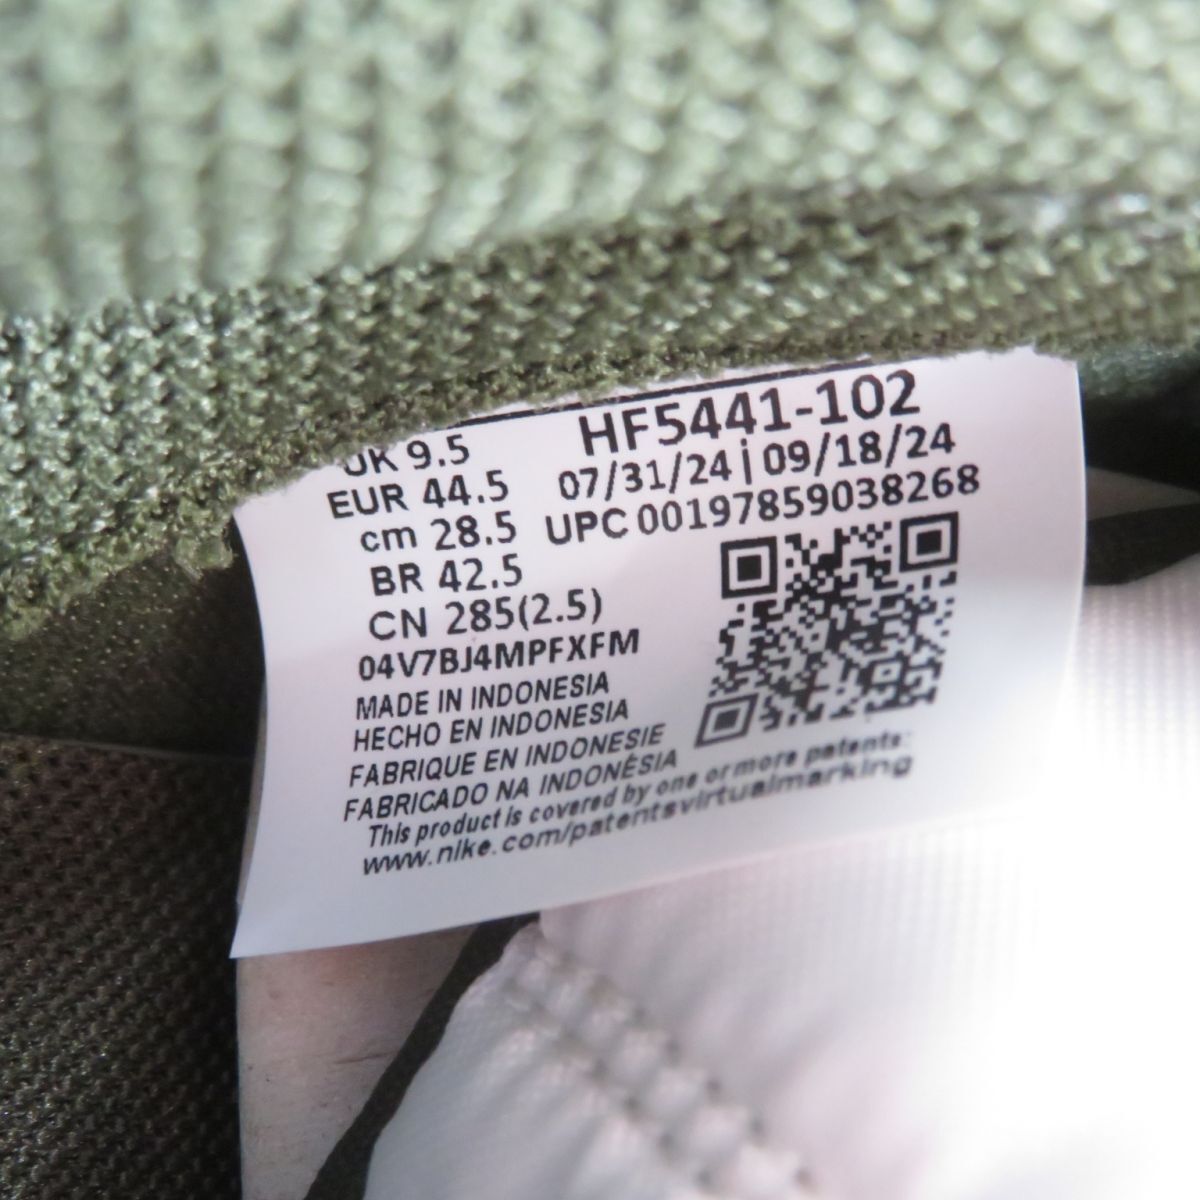 UK 9.5
EUR 44.5
cm 28.5
BR 42.5
CN 285(2.5)
HF5441-102
07/31/24 | 09/18/24
UPC 00197859038268
04V7BJ4MPFXFM
MADE IN INDONESIA
HECHO EN INDONESIA
FABRIQUE EN INDONESIE
FABRICADO NA INDONÉSIA
This product is covered by one or more patents:
www.nike.com/patentsvirtualmarking